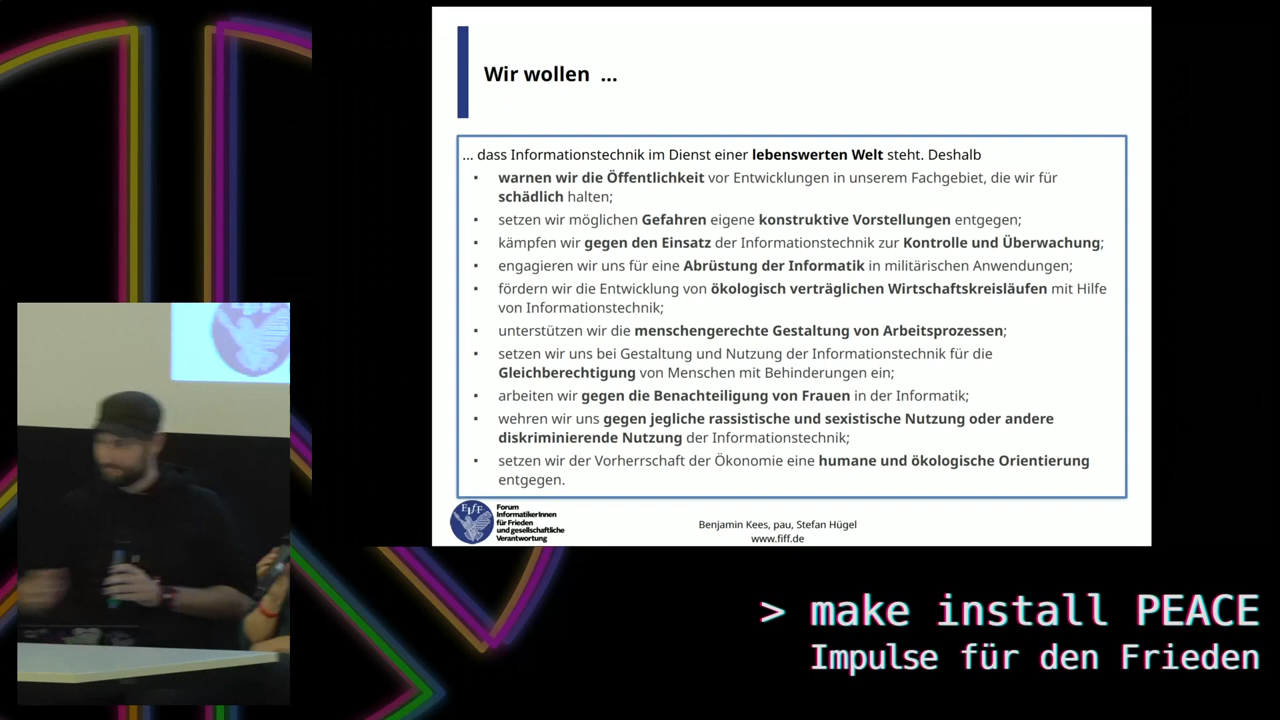 Wir wollen ...
... dass Informationstechnik im Dienst einer lebenswerten Welt steht. Deshalb
▪ warnen wir die Öffentlichkeit vor Entwicklungen in unserem Fachgebiet, die wir für
schädlich halten;
▪ setzen wir möglichen Gefahren eigene konstruktive Vorstellungen entgegen;
▪ kämpfen wir gegen den Einsatz der Informationstechnik zur Kontrolle und Überwachung;
▪ engagieren wir uns für eine Abrüstung der Informatik in militärischen Anwendungen;
▪ fördern wir die Entwicklung von ökologisch verträglichen Wirtschaftskreisläufen mit Hilfe
von Informationstechnik;
▪ unterstützen wir die menschengerechte Gestaltung von Arbeitsprozessen;
▪ setzen wir uns bei Gestaltung und Nutzung der Informationstechnik für die
Gleichberechtigung von Menschen mit Behinderungen ein;
▪ arbeiten wir gegen die Benachteiligung von Frauen in der Informatik;
▪ wehren wir uns gegen jegliche rassistische und sexistische Nutzung oder andere
diskriminierende Nutzung der Informationstechnik;
▪ setzen wir der Vorherrschaft der Ökonomie eine humane und ökologische Orientierung
entgegen.
FIfF
Forum
InformatikerInnen
für Frieden
und gesellschaftliche
Verantwortung
Benjamin Kees, pau, Stefan Hügel
www.fiff.de
> make install PEACE
Impulse für den Frieden